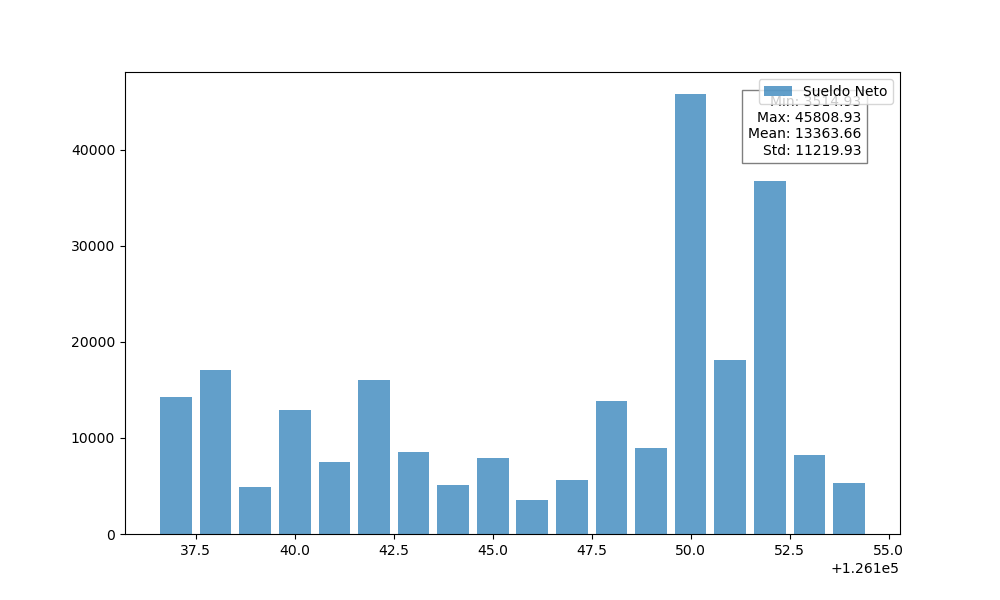 Sueldo Neto
Min: 3514.93
Max: 45808.93
Mean: 13363.66
Std: 11219.93
40000
30000
20000
10000
0
37.5 40.0 42.5 45.0 47.5 50.0 52.5 55.0
+1.261e5